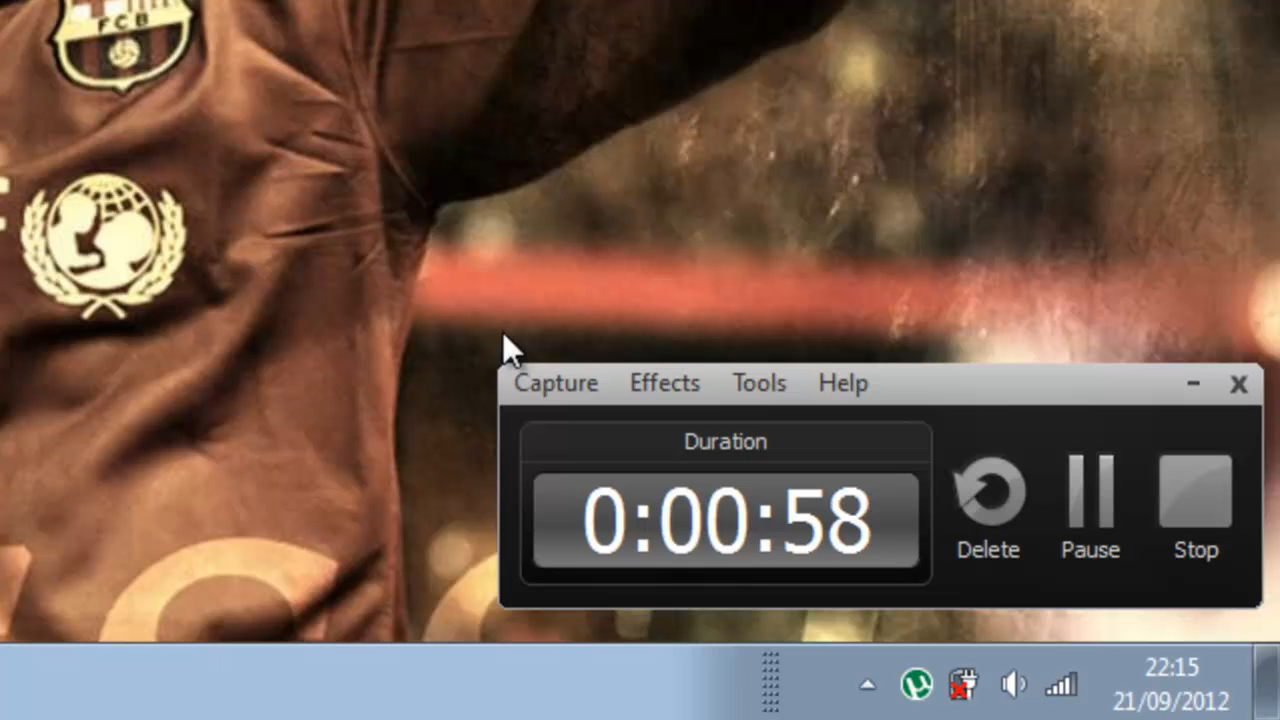 FCB
Capture Effects Tools Help
Duration
0:00:58
Delete Pause Stop
22:15
21/09/2012